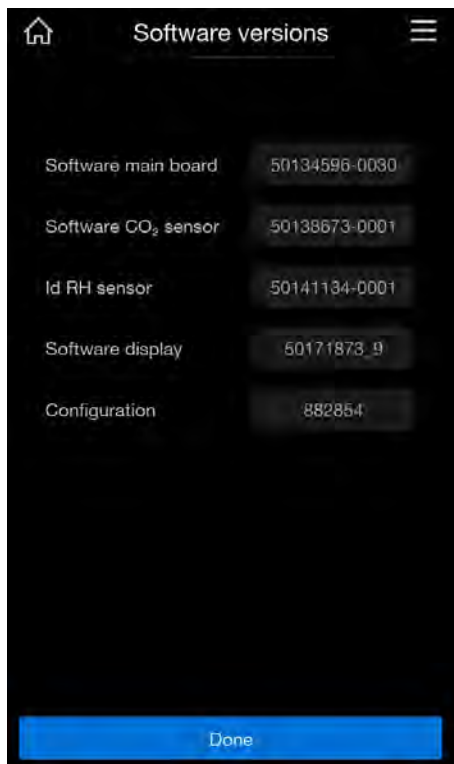 Software versions
Software main board 50134596-0030
Software CO₂ sensor 50138673-0001
Id RH sensor 50141134-0001
Software display 50171873_9
Configuration 882854
Done